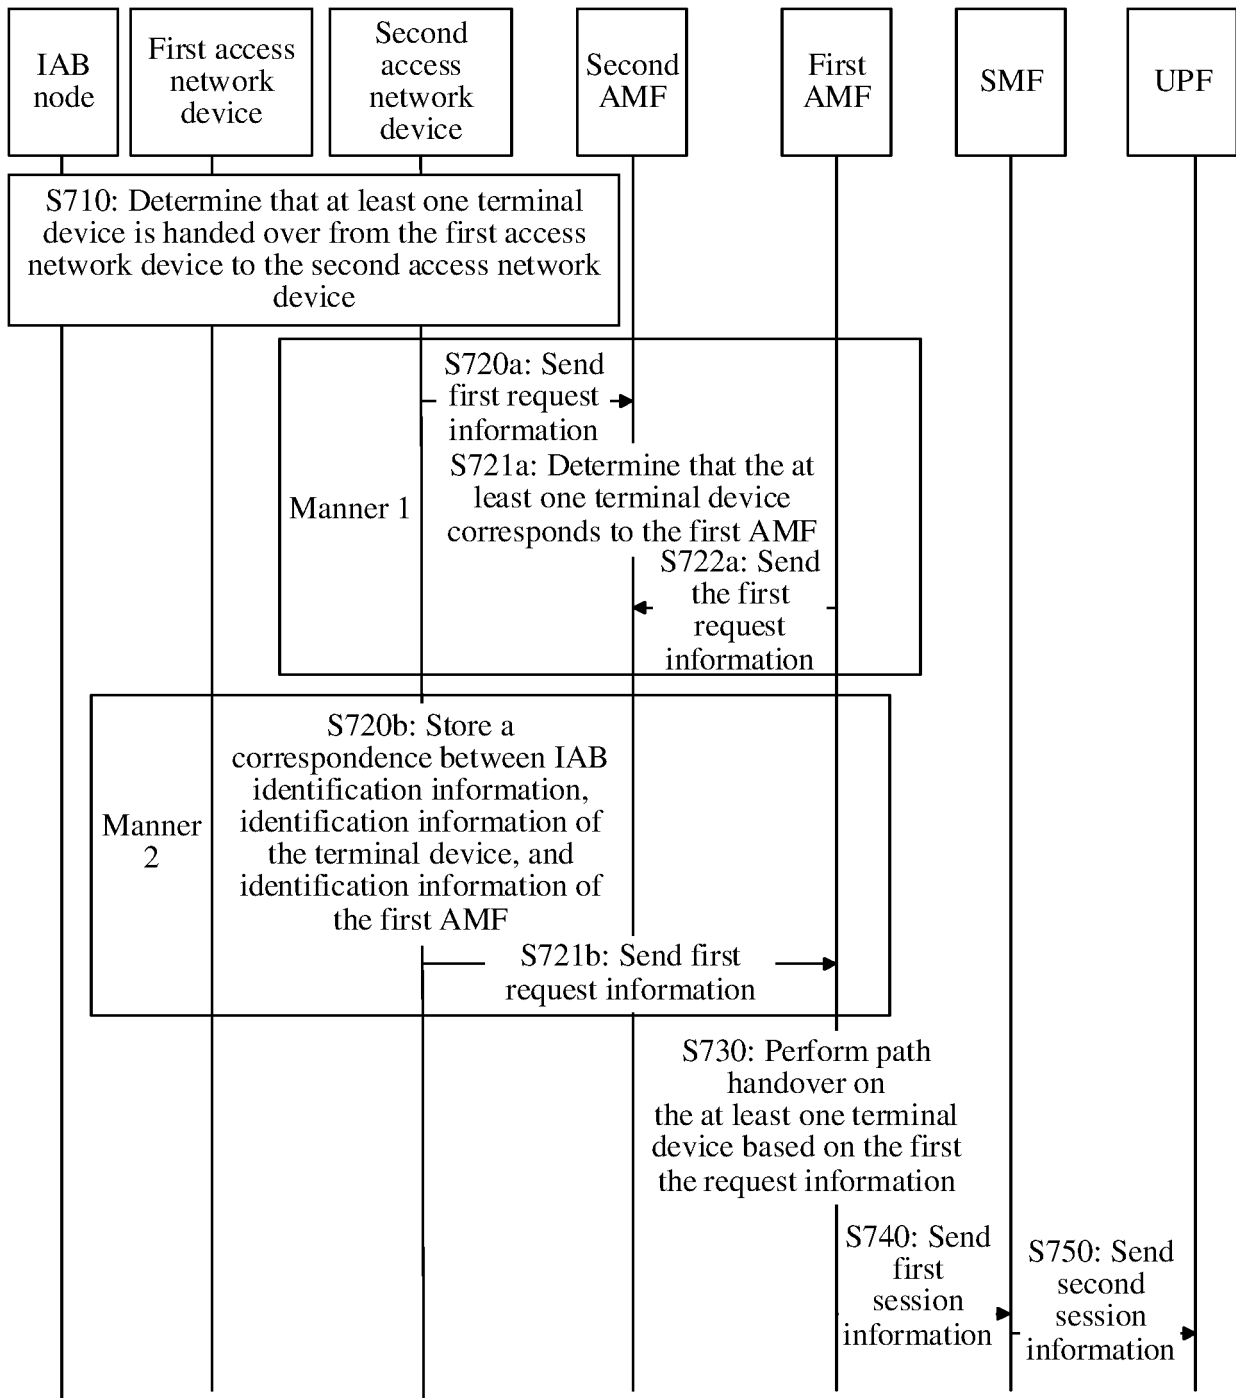 IAB
node
First access
network
device
Second
access
network
device
Second
AMF
First
AMF
SMF
UPF
S710: Determine that at least one terminal
device is handed over from the first access
network device to the second access network
device
Manner 1
S720a: Send
first request
information
S721a: Determine that the at
least one terminal device
corresponds to the first AMF
S722a: Send
the first
request
information
Manner
2
S720b: Store a
correspondence between IAB
identification information,
identification information of
the terminal device, and
identification information of
the first AMF
S721b: Send first
request information
S730: Perform path
handover on
the at least one terminal
device based on the first
the request information
S740: Send
first
session
information
S750: Send
second
session
information